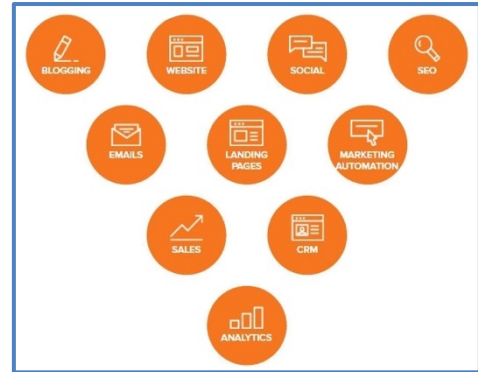 BLOGGING
WEBSITE
SOCIAL
SEO
EMAILS
LANDING
PAGES
MARKETING
AUTOMATION
SALES
CRM
ANALYTICS